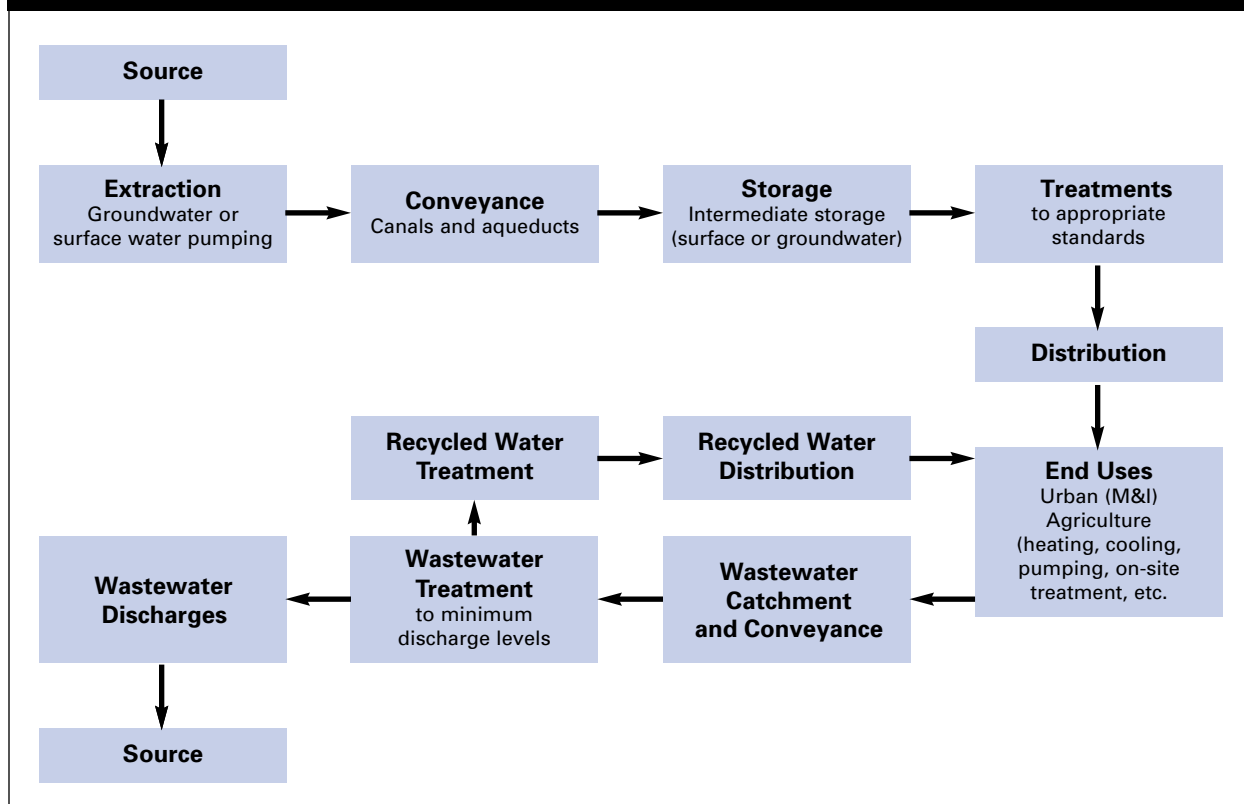 Source
Extraction
Groundwater or
surface water pumping
Conveyance
Canals and aqueducts
Storage
Intermediate storage
(surface or groundwater)
Treatments
to appropriate
standards
Distribution
Recycled Water
Treatment
Recycled Water
Distribution
End Uses
Urban (M&I)
Agriculture
(heating, cooling,
pumping, on-site
treatment, etc.
Wastewater
Discharges
Wastewater
Treatment
to minimum
discharge levels
Wastewater
Catchment
and Conveyance
Source